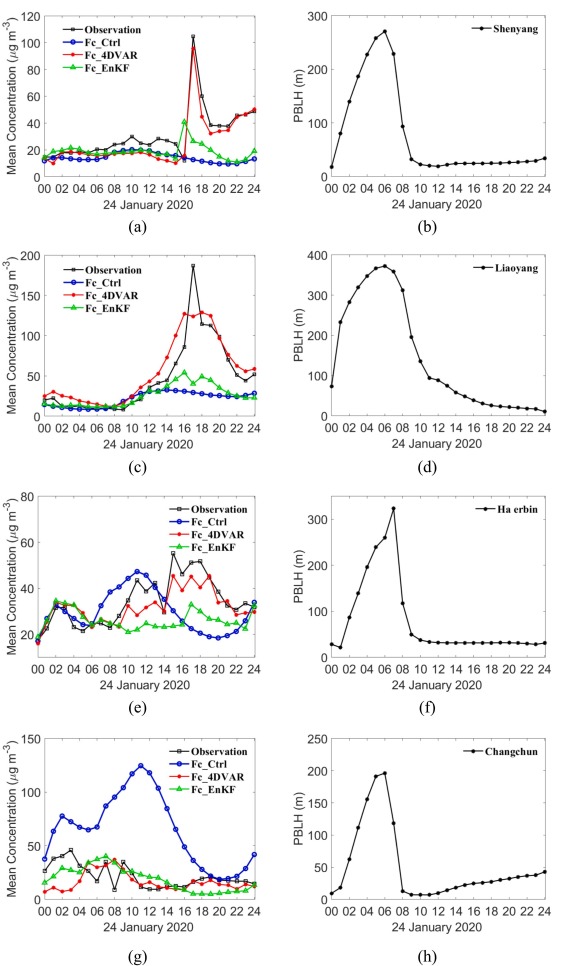 Mean Concentration (μg m⁻³)
120
100
80
60
40
20
0
Observation
Fc_Ctrl
Fc_4DVAR
Fc_EnKF
00 02 04 06 08 10 12 14 16 18 20 22 24
24 January 2020
(a)
PBLH (m)
300
200
100
0
Shenyang
00 02 04 06 08 10 12 14 16 18 20 22 24
24 January 2020
(b)
Mean Concentration (μg m⁻³)
200
150
100
50
0
Observation
Fc_Ctrl
Fc_4DVAR
Fc_EnKF
00 02 04 06 08 10 12 14 16 18 20 22 24
24 January 2020
(c)
PBLH (m)
400
300
200
100
0
Liaoyang
00 02 04 06 08 10 12 14 16 18 20 22 24
24 January 2020
(d)
Mean Concentration (μg m⁻³)
80
60
40
20
Observation
Fc_Ctrl
Fc_4DVAR
Fc_EnKF
00 02 04 06 08 10 12 14 16 18 20 22 24
24 January 2020
(e)
PBLH (m)
300
200
100
0
Ha erbin
00 02 04 06 08 10 12 14 16 18 20 22 24
24 January 2020
(f)
Mean Concentration (μg m⁻³)
150
100
50
0
Observation
Fc_Ctrl
Fc_4DVAR
Fc_EnKF
00 02 04 06 08 10 12 14 16 18 20 22 24
24 January 2020
(g)
PBLH (m)
250
200
150
100
50
0
Changchun
00 02 04 06 08 10 12 14 16 18 20 22 24
24 January 2020
(h)